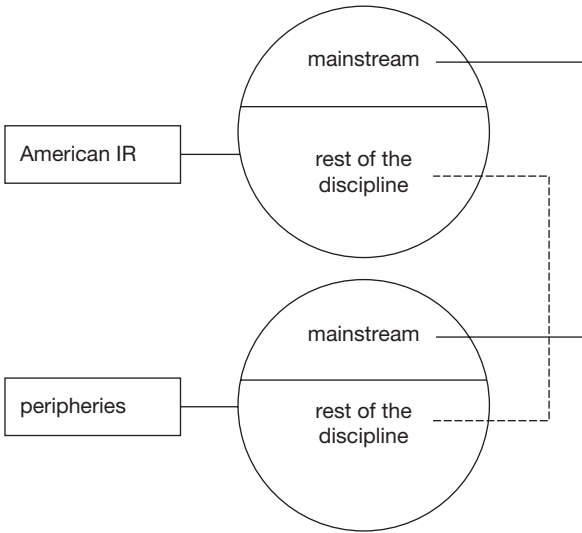 mainstream
American IR
rest of the
discipline
mainstream
peripheries
rest of the
discipline